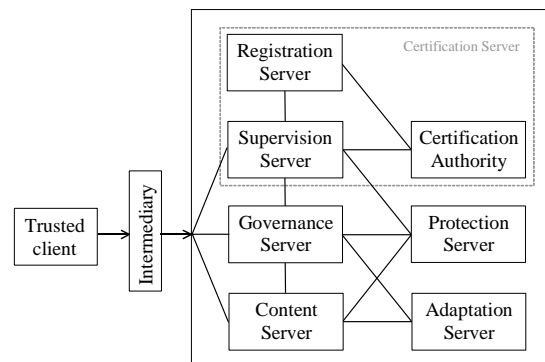 Certification Server
Registration
Server
Supervision
Server
Certification
Authority
Trusted
client
Intermediary
Governance
Server
Protection
Server
Content
Server
Adaptation
Server